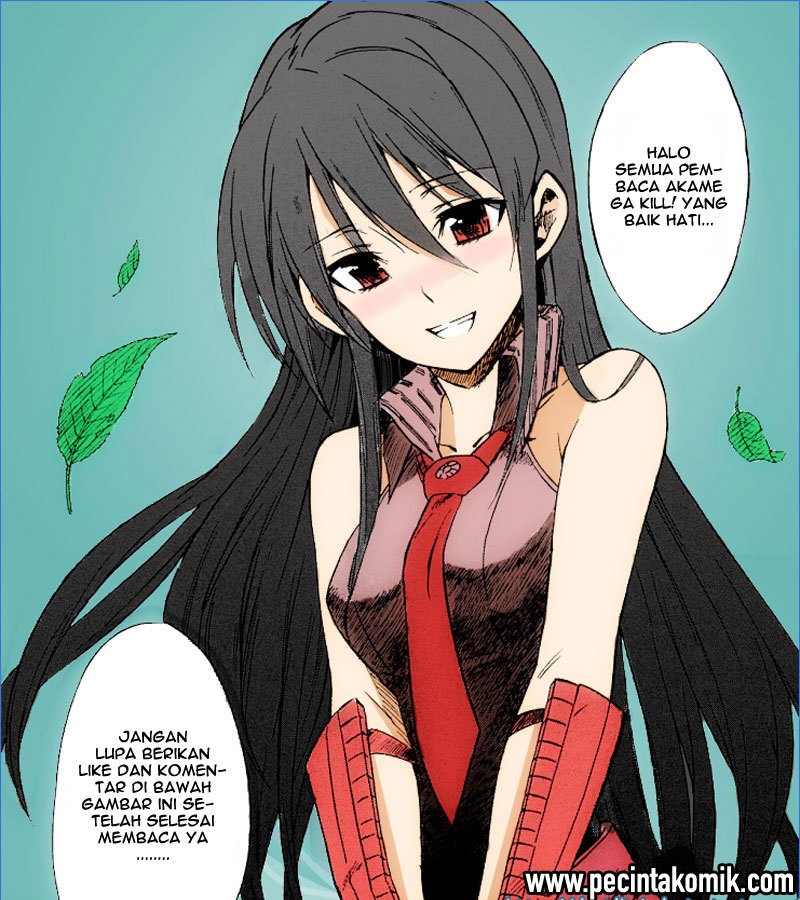 HALO
SEMUA PEM-
BACA AKAME
GA KILL! YANG
BAIK HATI...
JANGAN
LUPA BERIKAN
LIKE DAN KOMEN-
TAR DI BAWAH
GAMBAR INI SE-
TELAH SELESAI
MEMBACA YA
........
www.pecintakomik.com